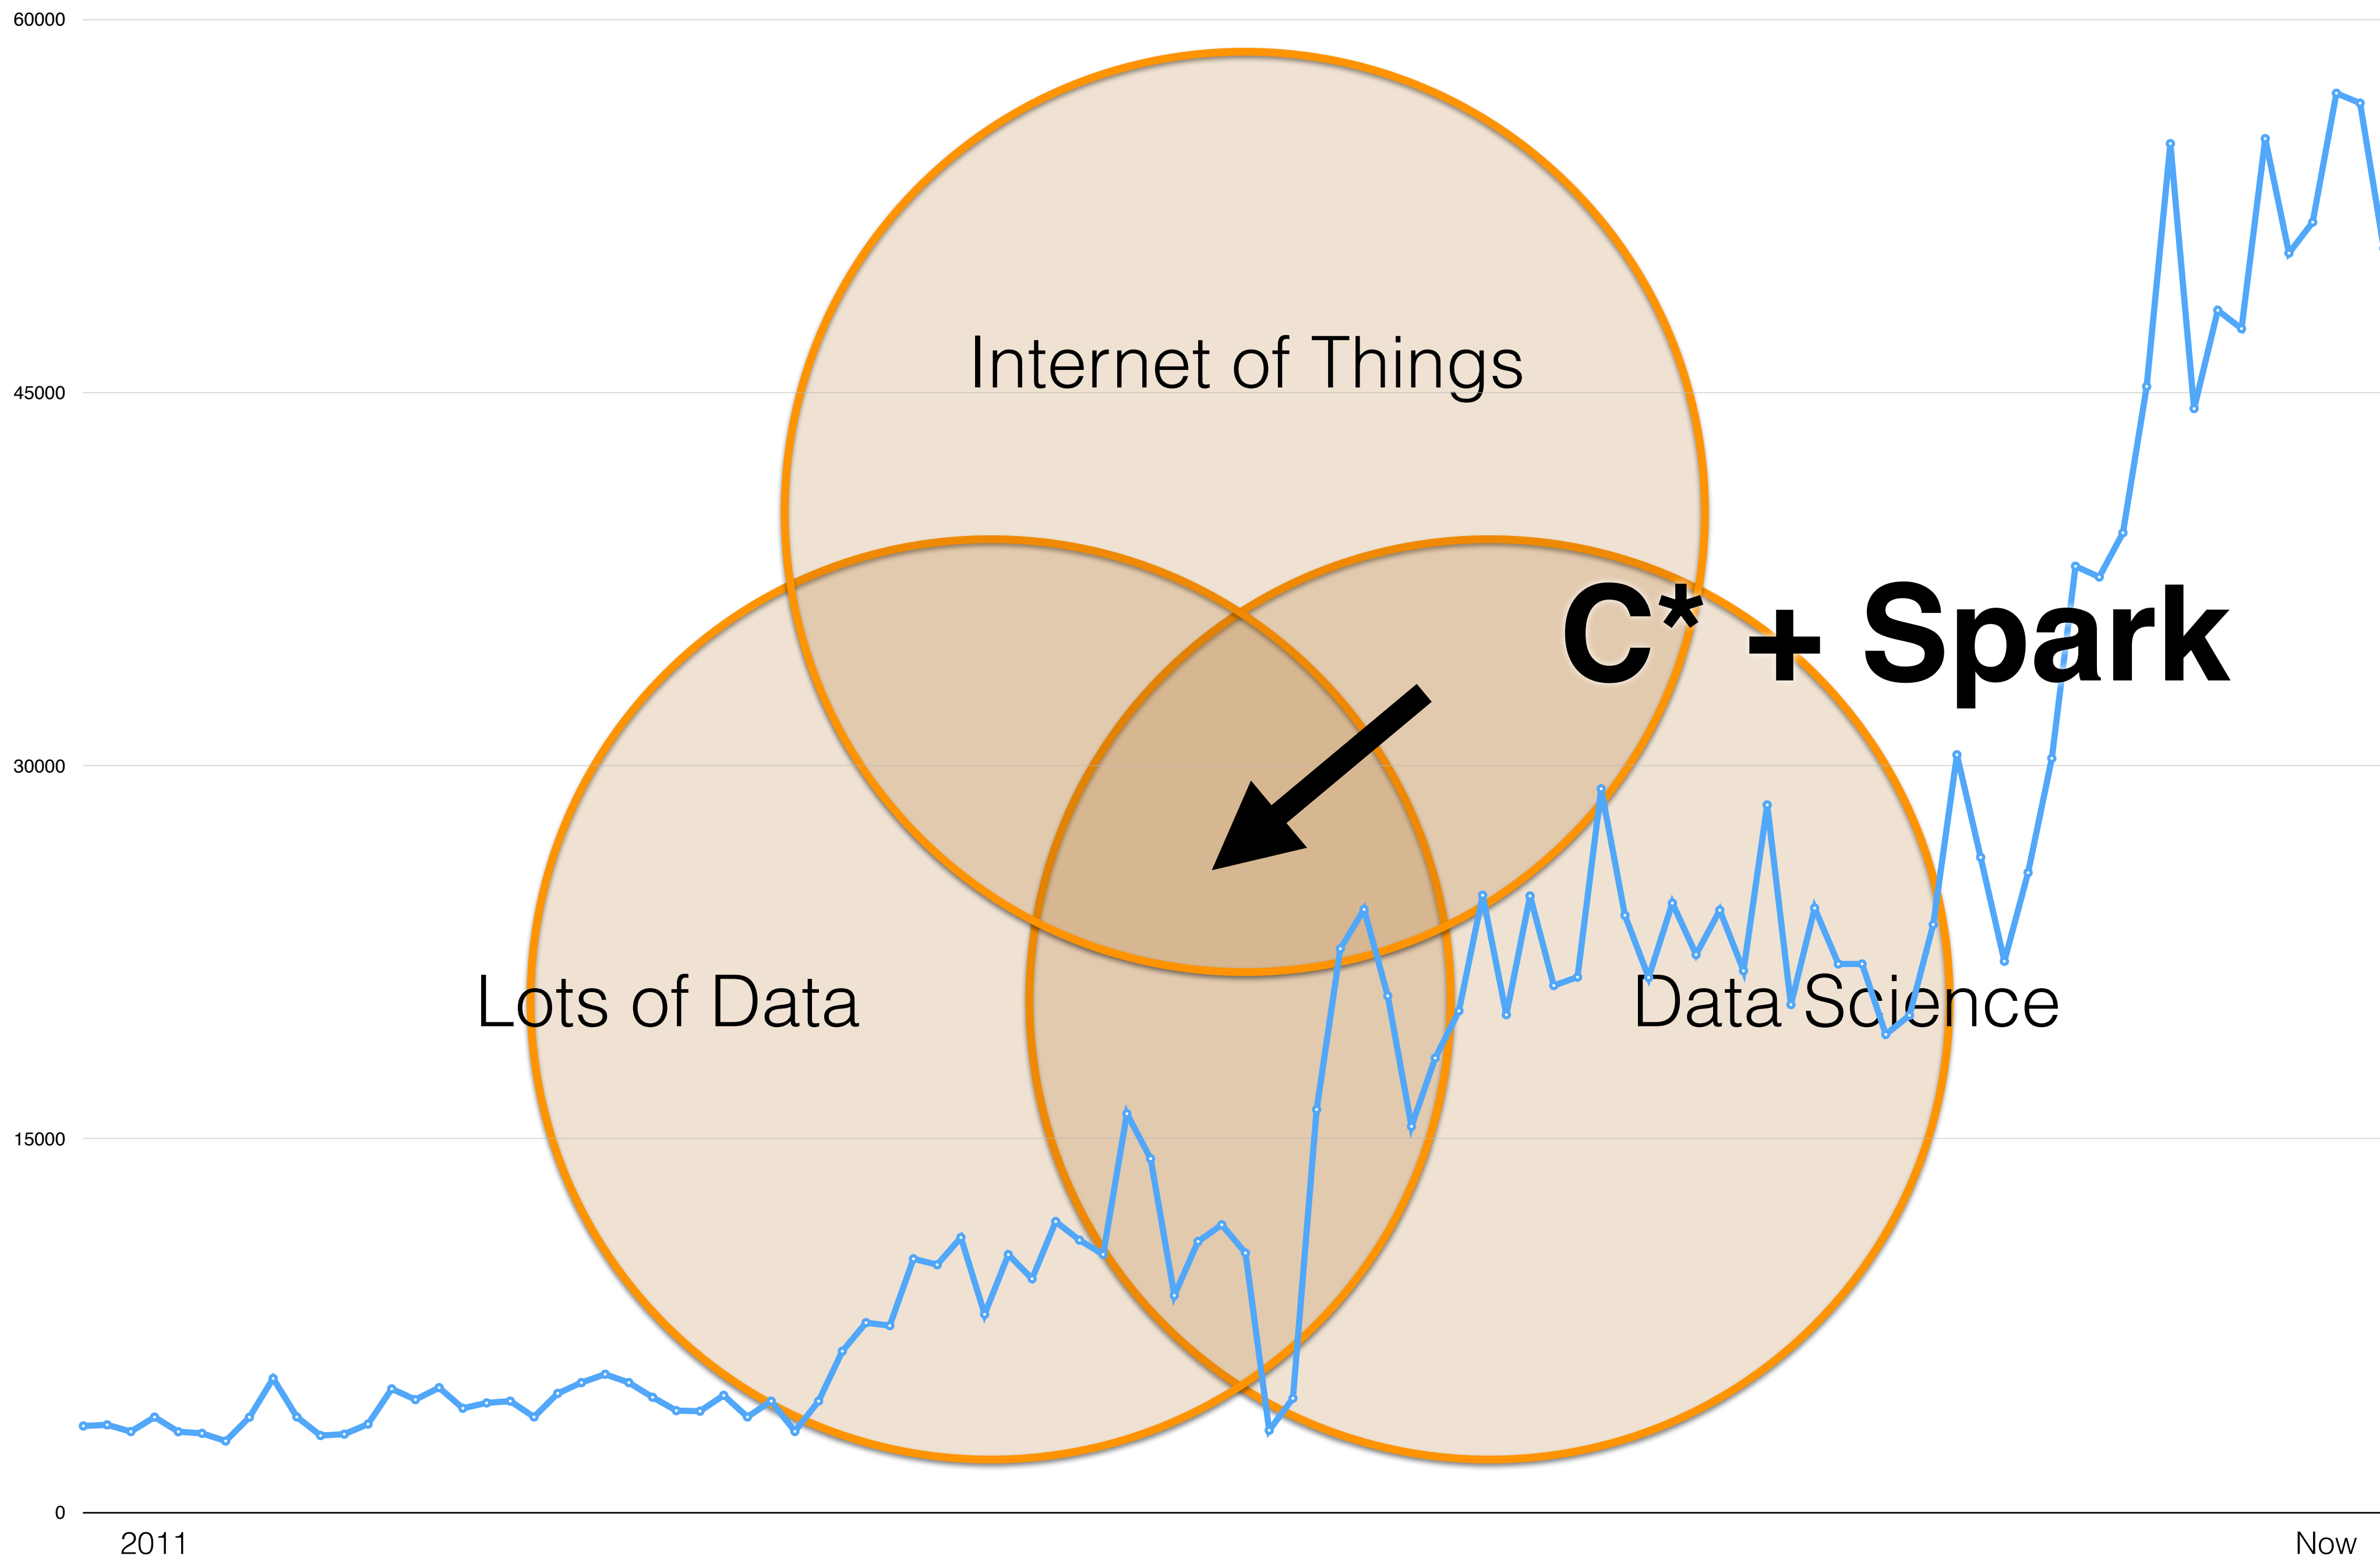 60000
Internet of Things
45000
C* + Spark
30000
Lots of Data
Data Science
15000
0
2011
Now